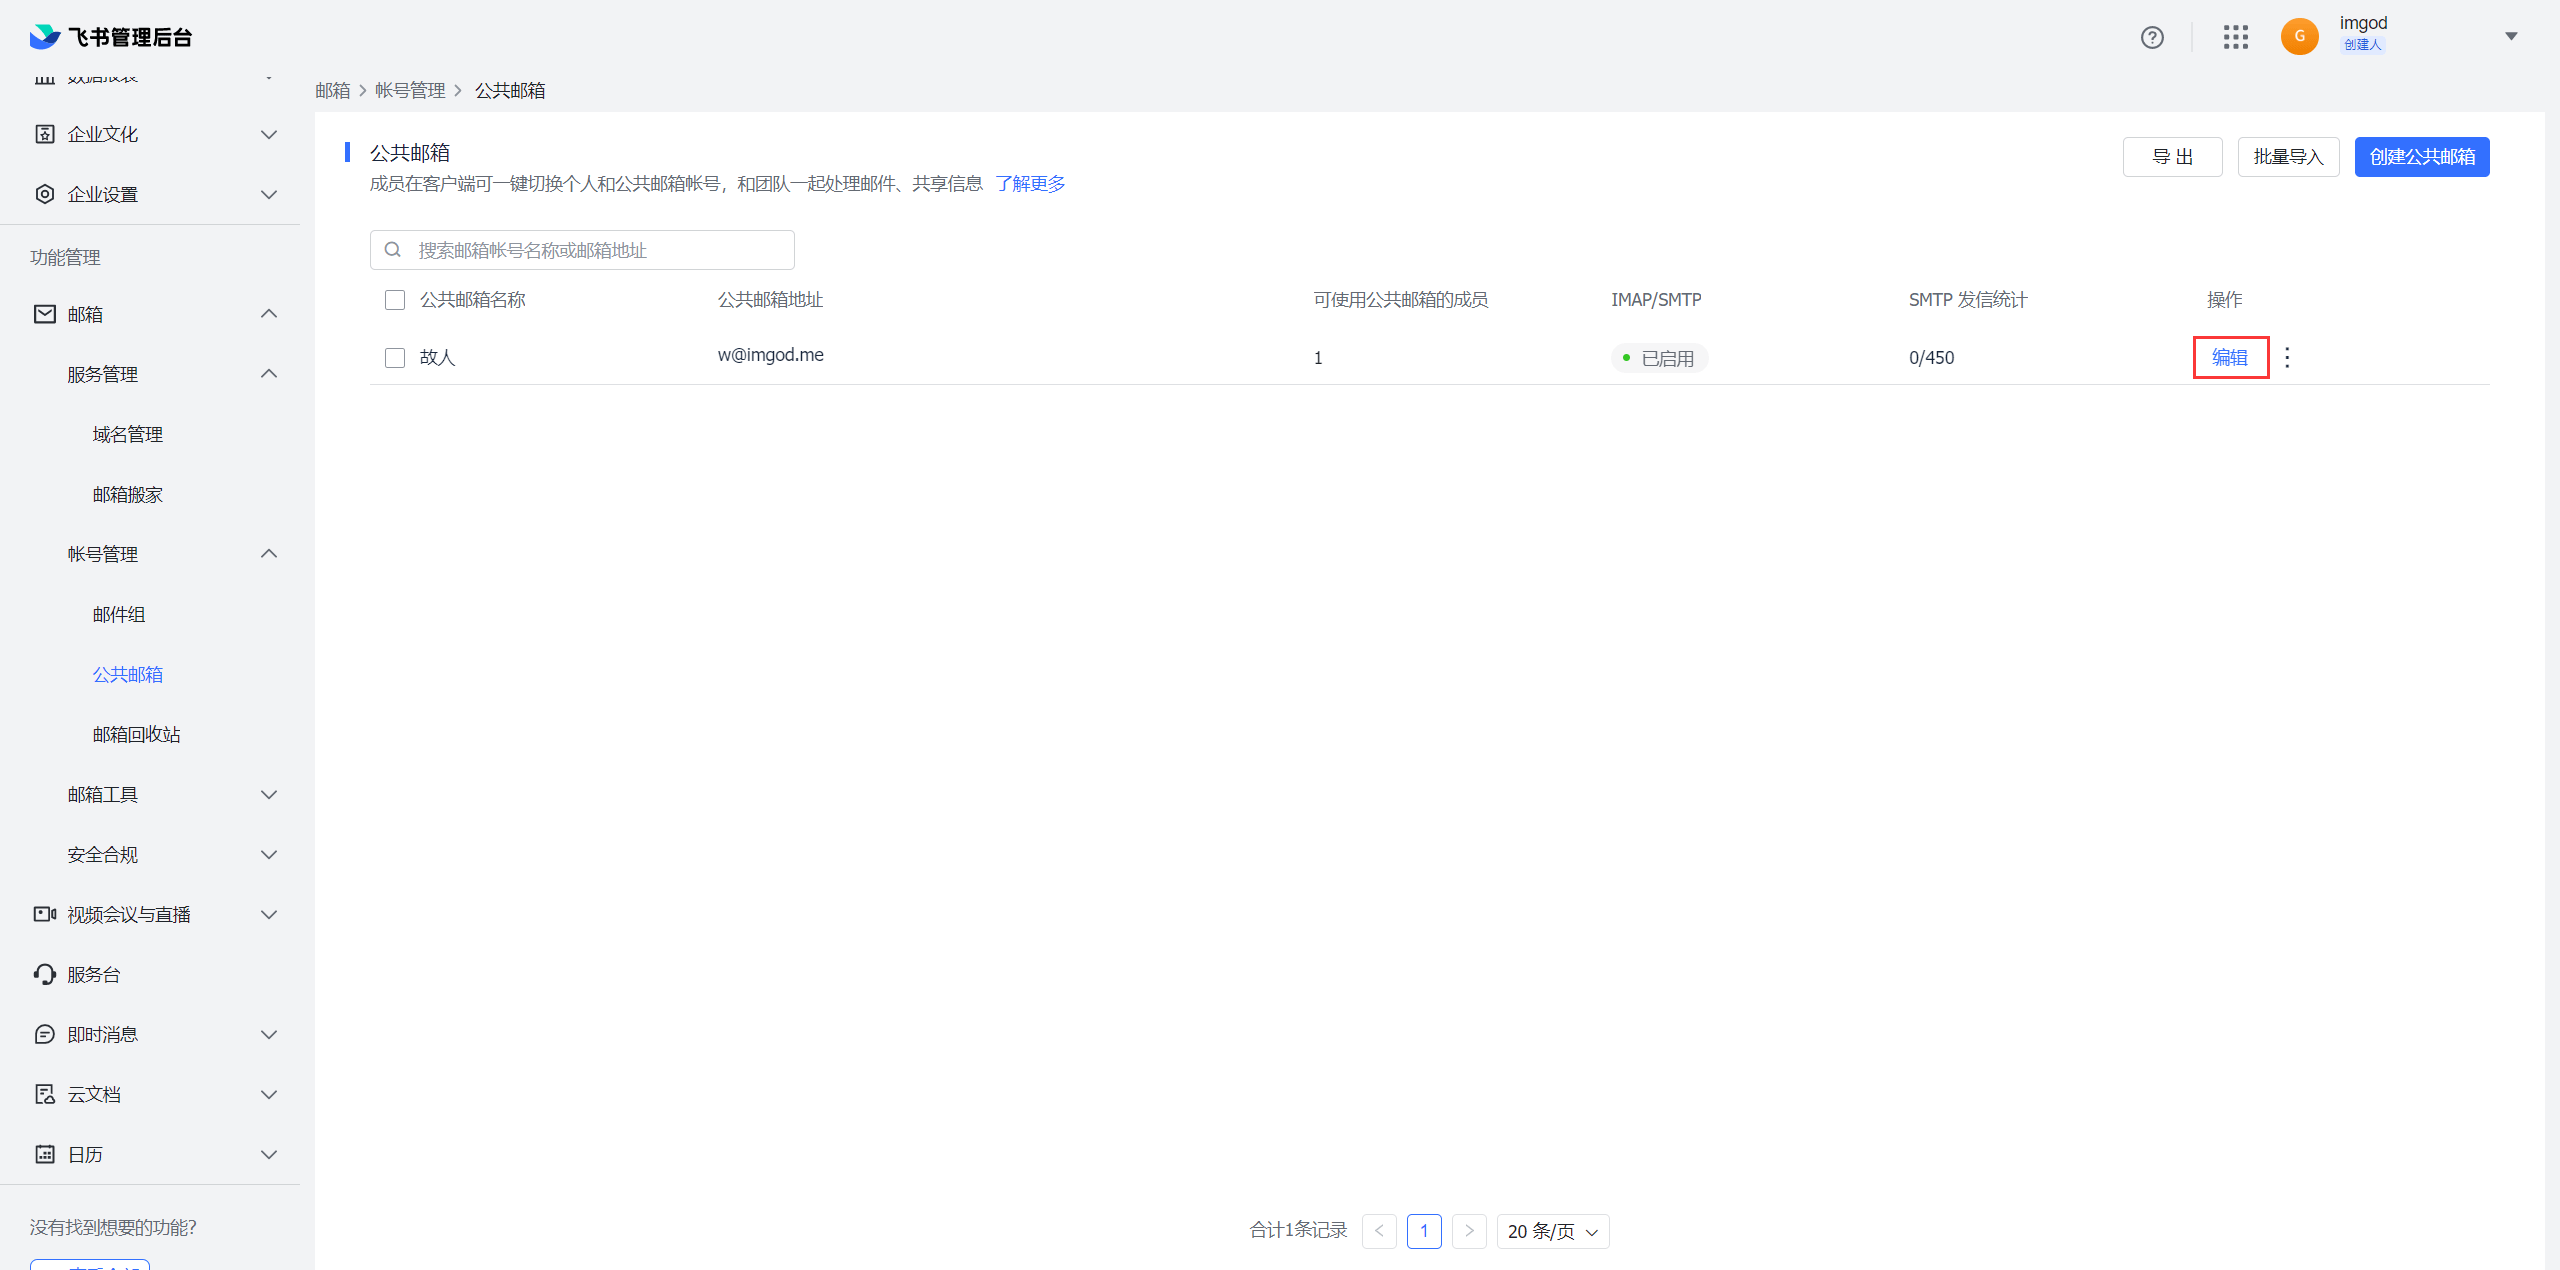 飞书管理后台
imgod
创建人
G
数据报表
企业文化
企业设置
功能管理
邮箱
服务管理
域名管理
邮箱搬家
帐号管理
邮件组
公共邮箱
邮箱回收站
邮箱工具
安全合规
视频会议与直播
服务台
即时消息
云文档
日历
没有找到想要的功能?
邮箱 > 帐号管理 > 公共邮箱
公共邮箱
成员在客户端可一键切换个人和公共邮箱帐号，和团队一起处理邮件、共享信息 了解更多
导 出 批量导入 创建公共邮箱
搜索邮箱帐号名称或邮箱地址
公共邮箱名称 公共邮箱地址 可使用公共邮箱的成员 IMAP/SMTP SMTP 发信统计 操作
故人 w@imgod.me 1 已启用 0/450 编辑
合计1条记录 < 1 > 20 条/页